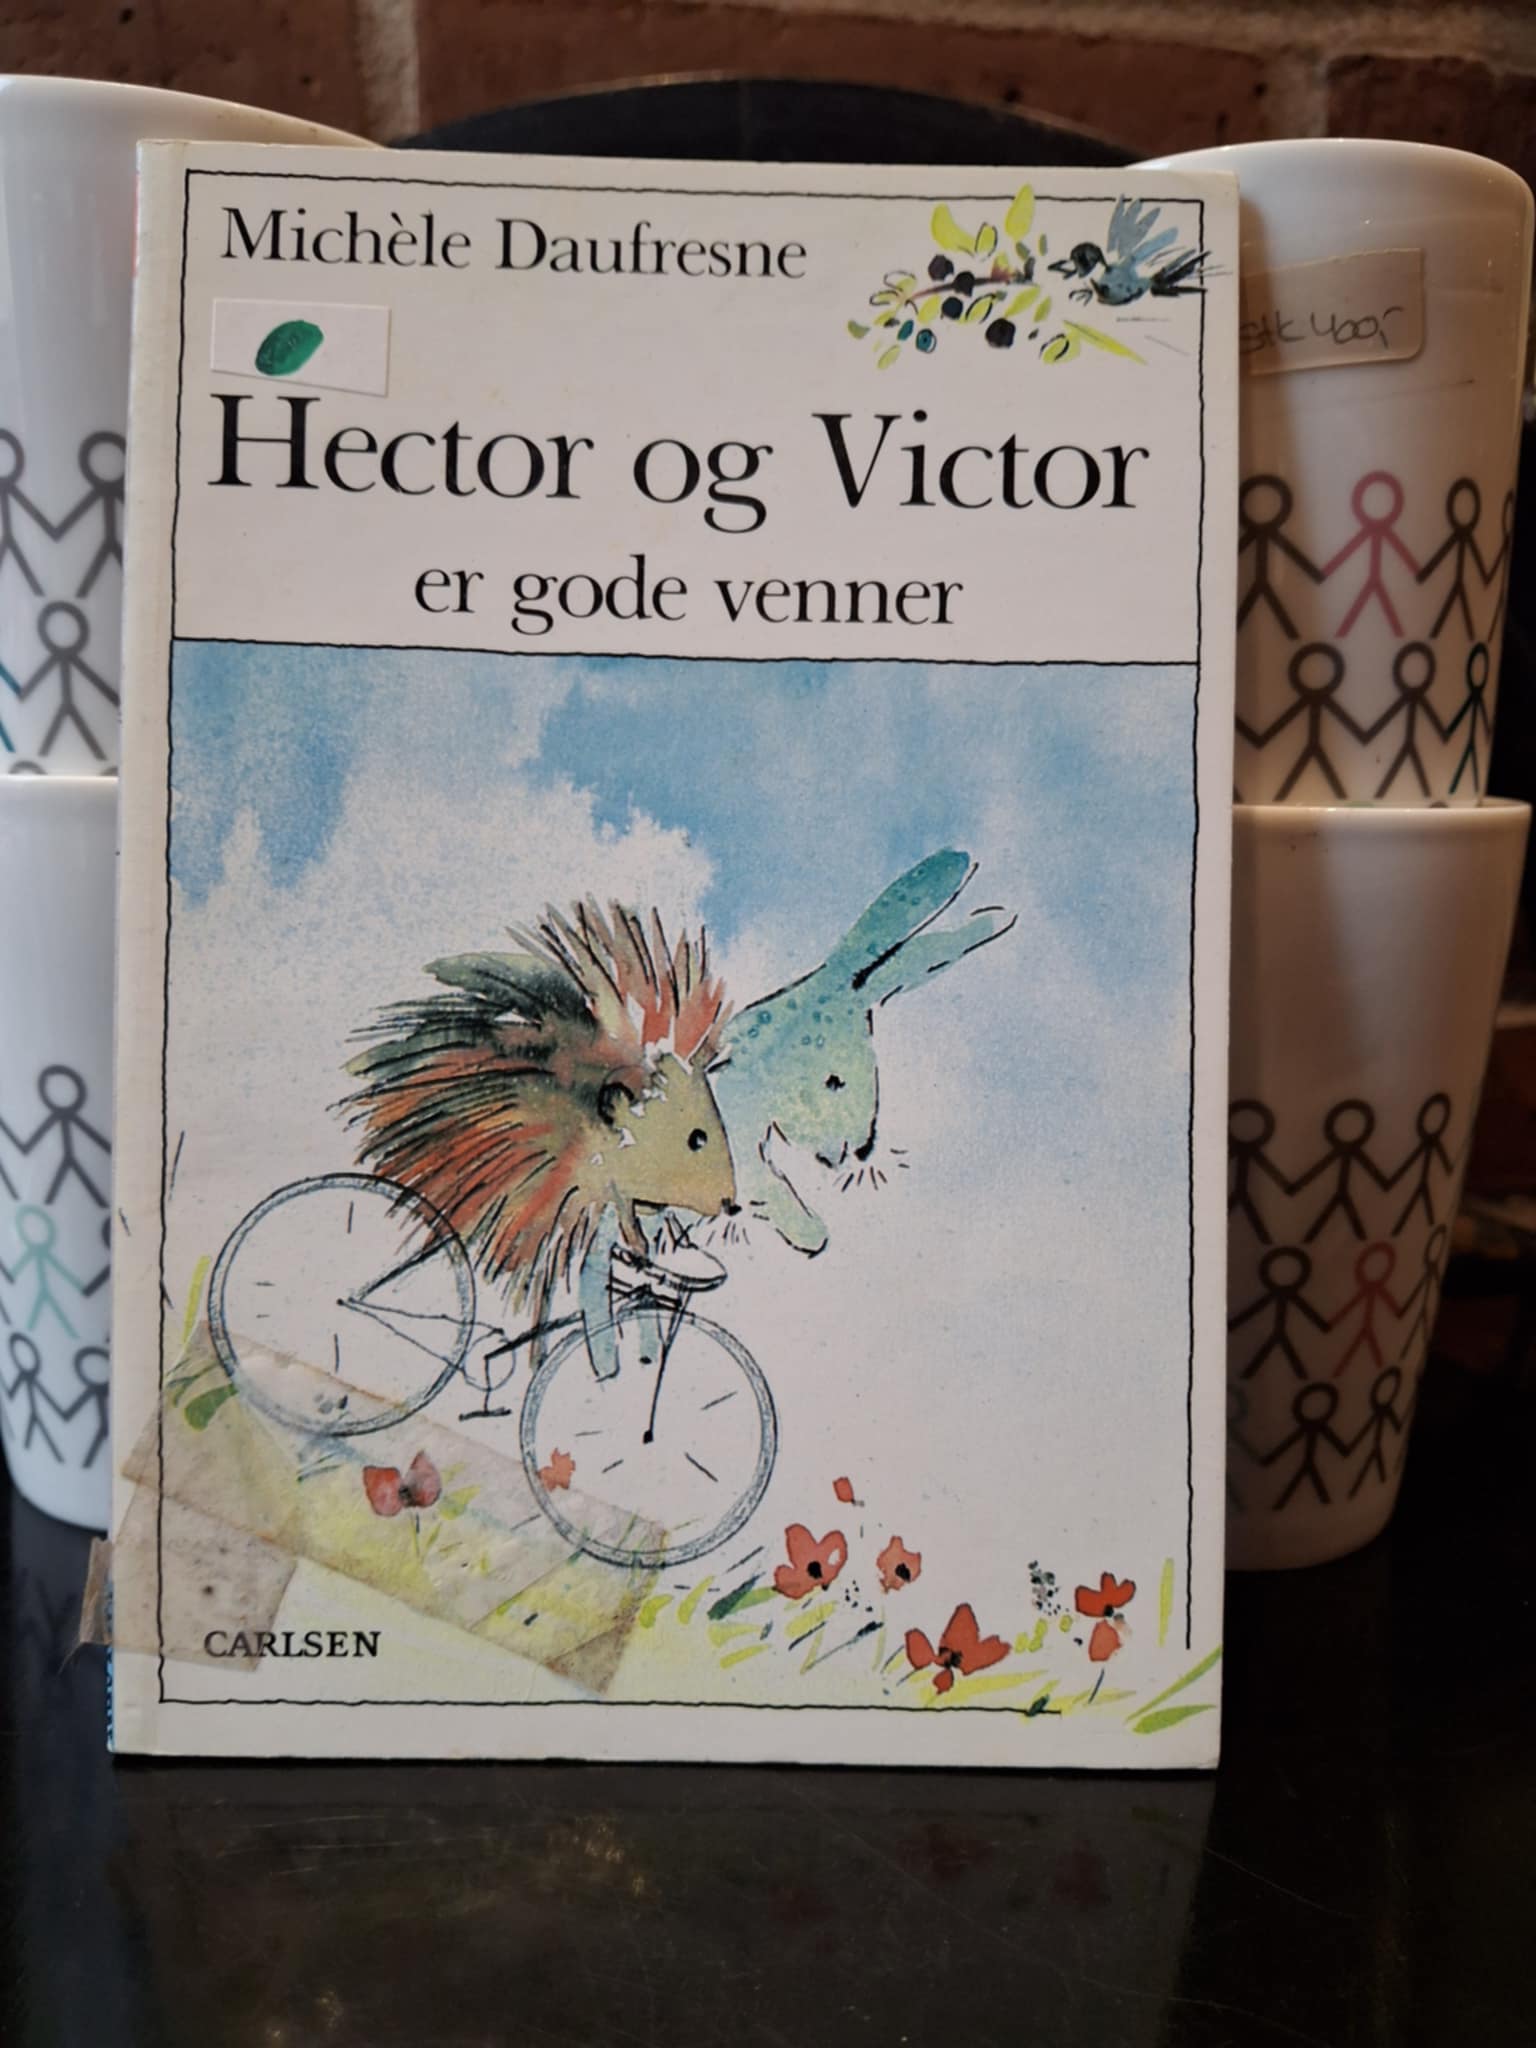 Michèle Daufresne
Hector og Victor
er gode venner
CARLSEN